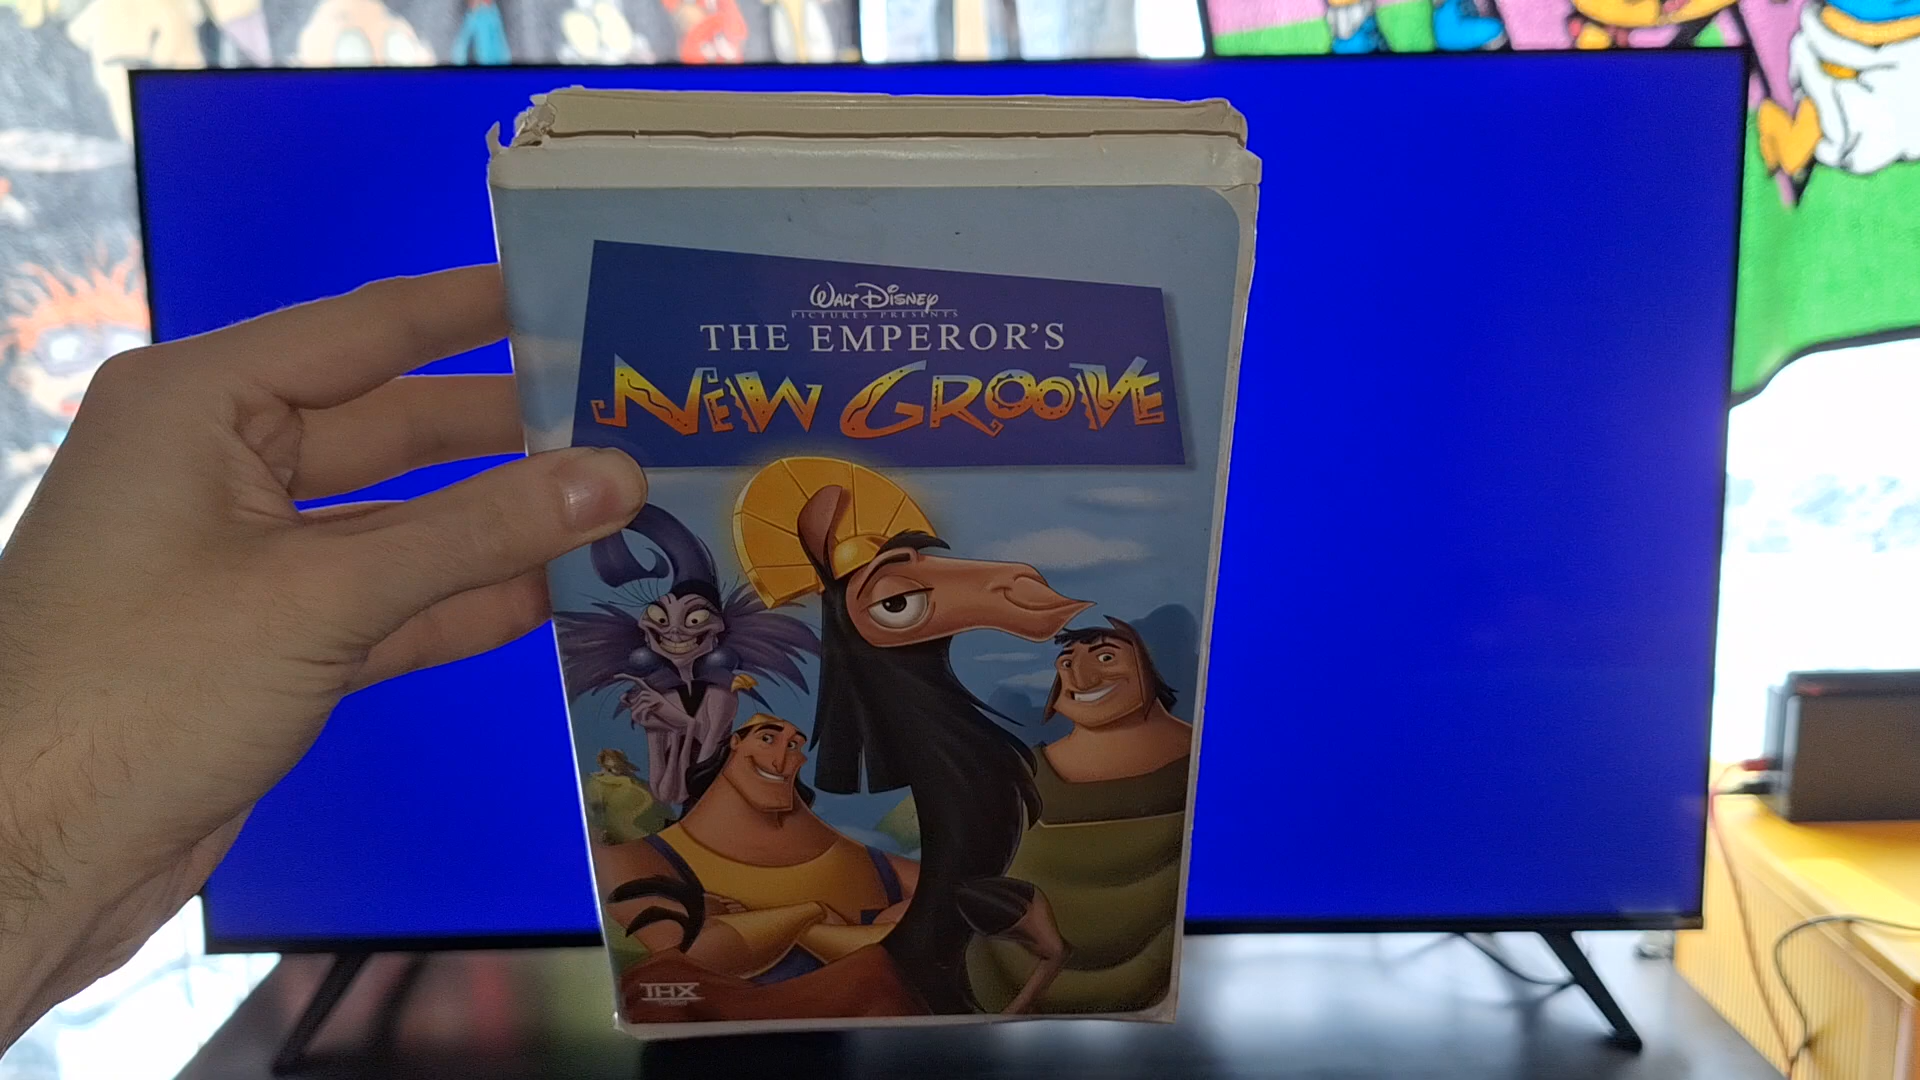 WALT DISNEY
PICTURES PRESENTS
THE EMPEROR'S
NEW GROOVE
THX